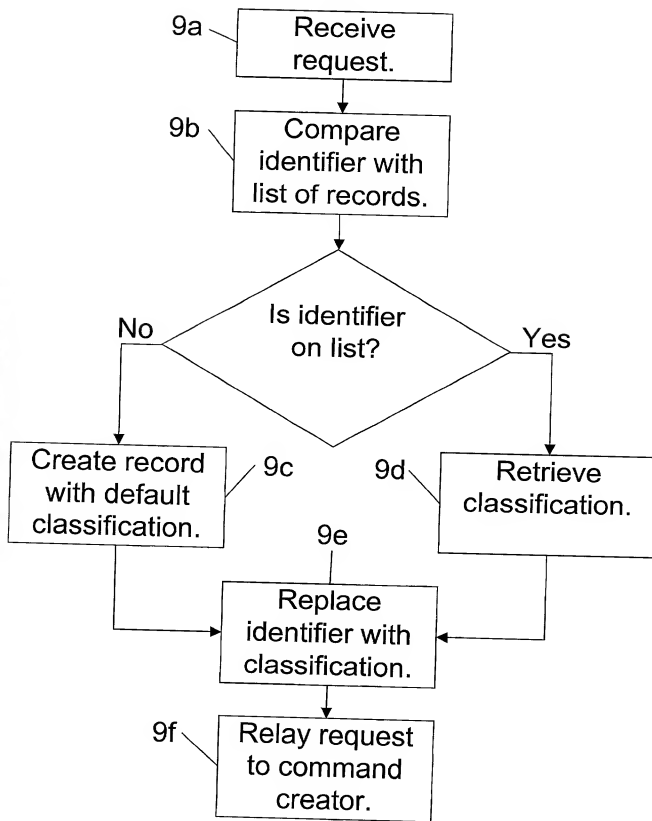 9a
Receive
request.
9b
Compare
identifier with
list of records.
Is identifier
on list?
No
Yes
Create record
with default
classification.
9c
9d
Retrieve
classification.
9e
Replace
identifier with
classification.
9f
Relay request
to command
creator.